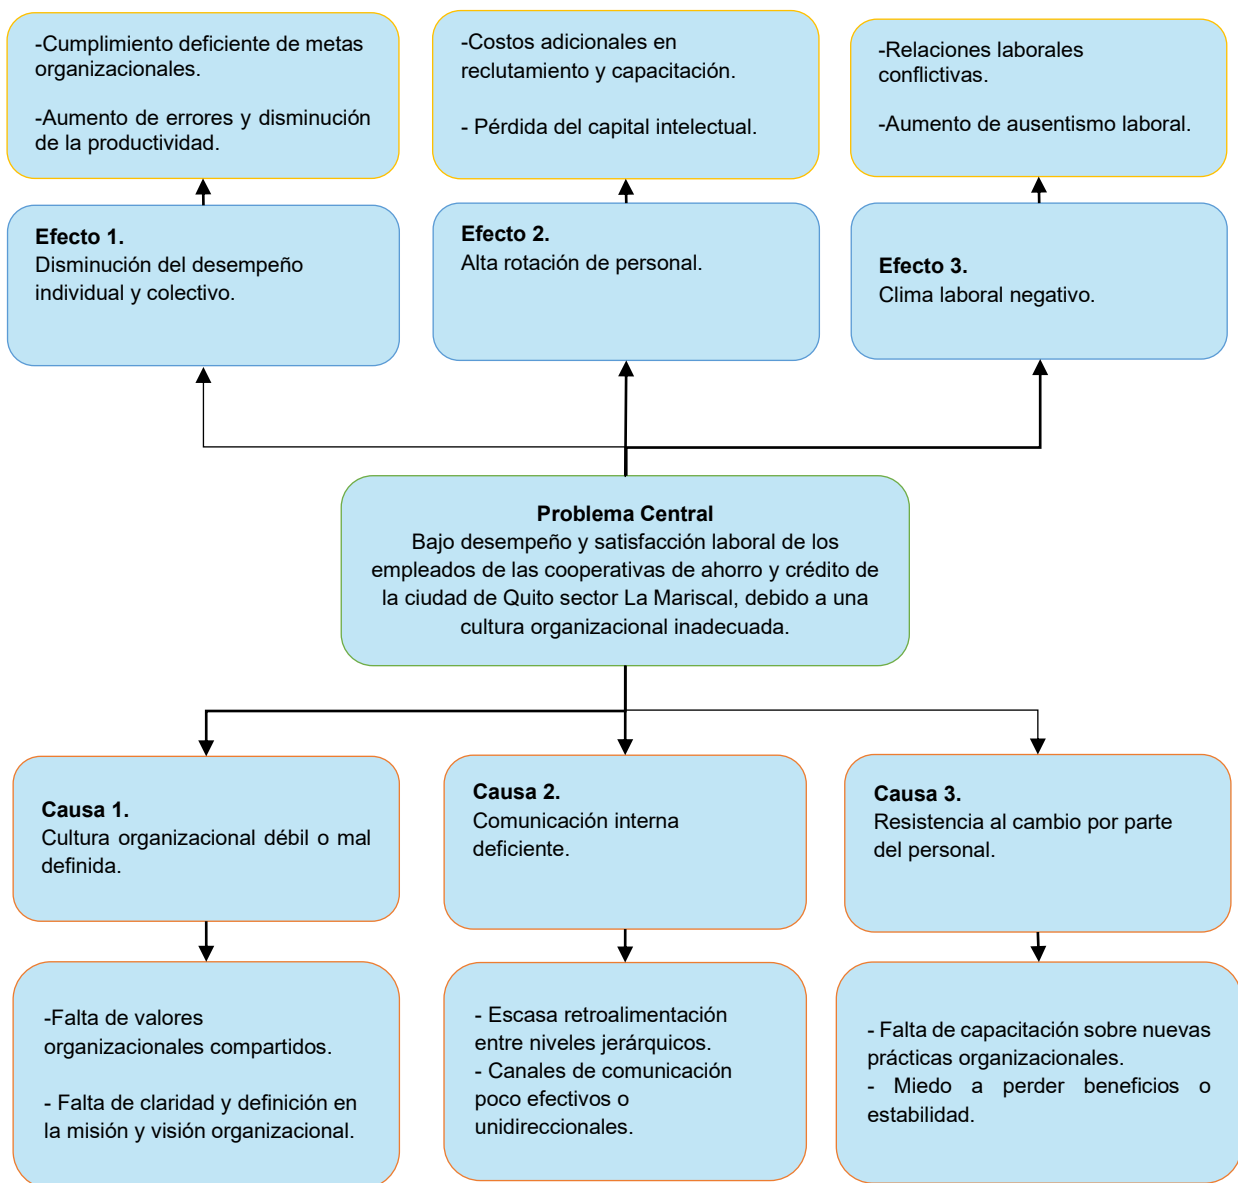 -Cumplimiento deficiente de metas
organizacionales.
-Aumento de errores y disminución
de la productividad.
-Costos adicionales en
reclutamiento y capacitación.
- Pérdida del capital intelectual.
-Relaciones laborales
conflictivas.
-Aumento de ausentismo laboral.
Efecto 1.
Disminución del desempeño
individual y colectivo.
Efecto 2.
Alta rotación de personal.
Efecto 3.
Clima laboral negativo.
Problema Central
Bajo desempeño y satisfacción laboral de los
empleados de las cooperativas de ahorro y crédito de
la ciudad de Quito sector La Mariscal, debido a una
cultura organizacional inadecuada.
Causa 1.
Cultura organizacional débil o mal
definida.
Causa 2.
Comunicación interna
deficiente.
Causa 3.
Resistencia al cambio por parte
del personal.
-Falta de valores
organizacionales compartidos.
- Falta de claridad y definición en
la misión y visión organizacional.
- Escasa retroalimentación
entre niveles jerárquicos.
- Canales de comunicación
poco efectivos o
unidireccionales.
- Falta de capacitación sobre nuevas
prácticas organizacionales.
- Miedo a perder beneficios o
estabilidad.